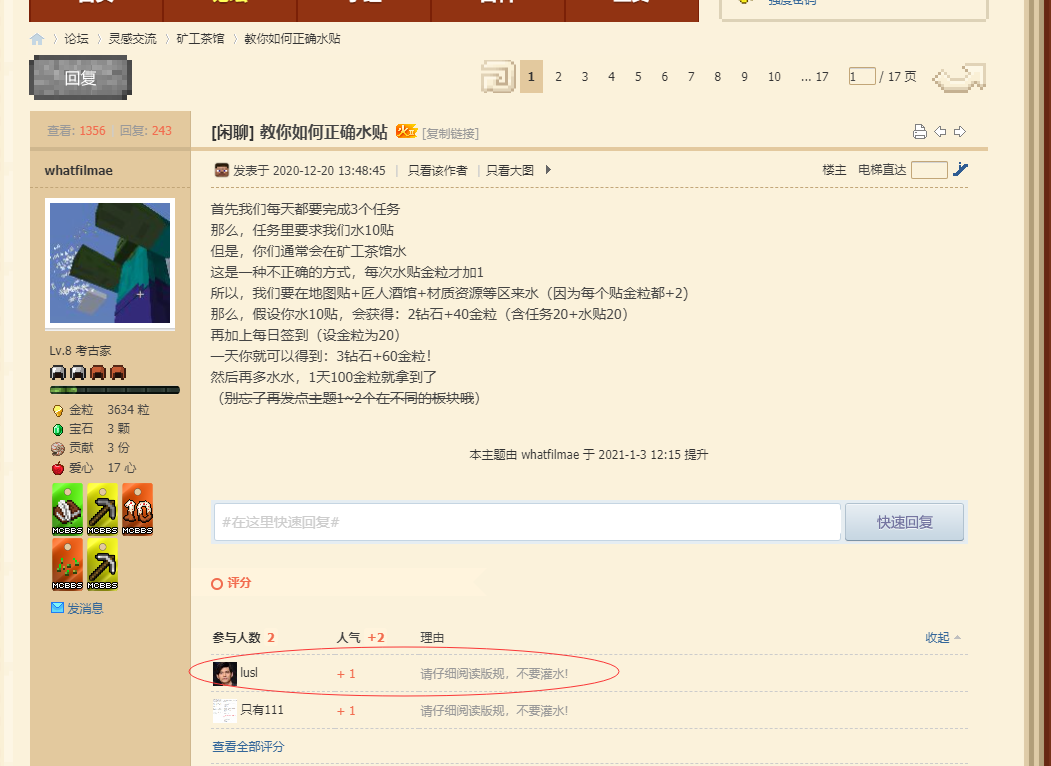 论坛
灵感交流
矿工茶馆
教你如何正确水贴
回复
1 2 3 4 5 6 7 8 9 10 ... 17
1 / 17 页
查看: 1356 回复: 243
[闲聊] 教你如何正确水贴 火 [复制链接]
whatfilmae
发表于 2020-12-20 13:48:45 | 只看该作者 | 只看大图
楼主 电梯直达
首先我们每天都要完成3个任务
那么，任务里要求我们水10贴
但是，你们通常会在矿工茶馆水
这是一种不正确的方式，每次水贴金粒才加1
所以，我们要在地图贴+匠人酒馆+材质资源等区来水（因为每个贴金粒都+2）
那么，假设你水10贴，会获得：2钻石+40金粒（含任务20+水贴20）
再加上每日签到（设金粒为20）
一天你就可以得到：3钻石+60金粒！
然后再多水水，1天100金粒就拿到了
（别忘了再发点主题1~2个在不同的板块哦）
Lv.8 考古家
金粒 3634 粒
宝石 3 颗
贡献 3 份
爱心 17 心
MCBBS MCBBS 10 MCBBS
MCBBS MCBBS
发消息
本主题由 whatfilmae 于 2021-1-3 12:15 提升
#在这里快速回复#
快速回复
评分
参与人数 2 人气 +2 理由 收起
lusl + 1 请仔细阅读版规，不要灌水!
只有111 + 1 请仔细阅读版规，不要灌水!
查看全部评分